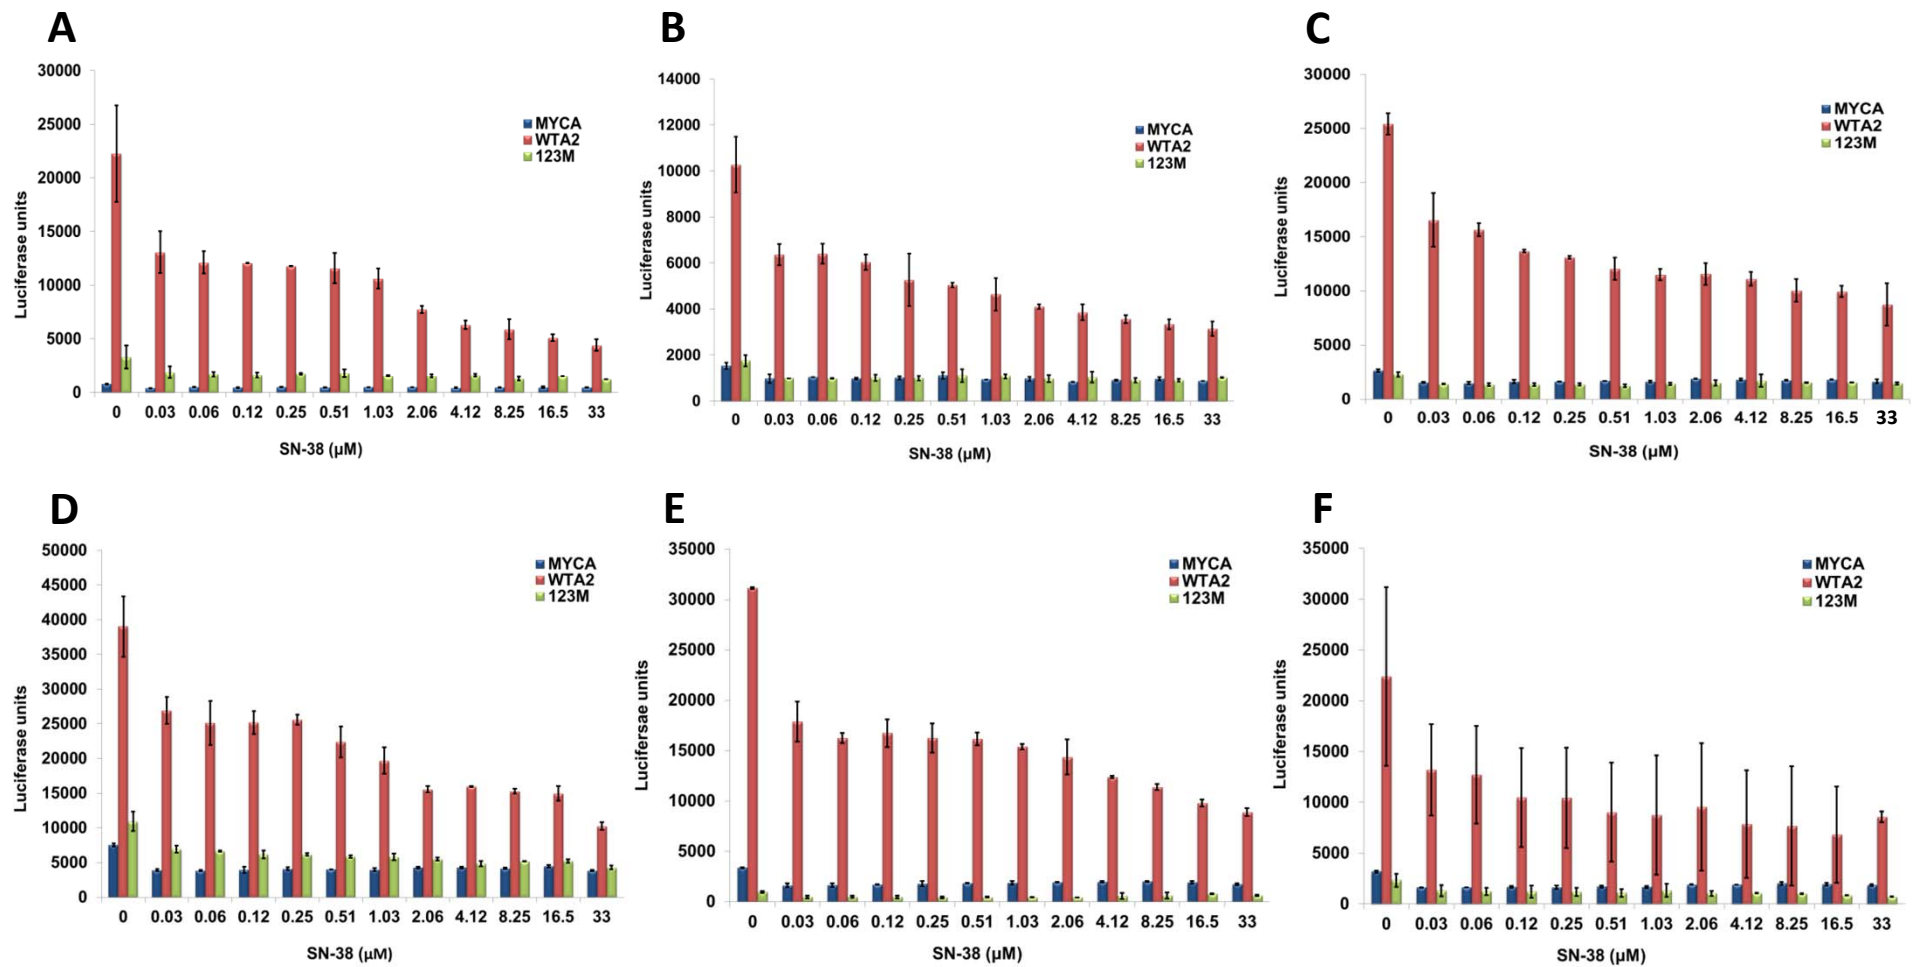 A
30000
25000
20000
15000
10000
5000
0
Luciferase units
MYCA
WTA2
123M
0 0.03 0.06 0.12 0.25 0.51 1.03 2.06 4.12 8.25 16.5 33
SN-38 (µM)
B
14000
12000
10000
8000
6000
4000
2000
0
Luciferase units
MYCA
WTA2
123M
0 0.03 0.06 0.12 0.25 0.51 1.03 2.06 4.12 8.25 16.5 33
SN-38 (µM)
C
30000
25000
20000
15000
10000
5000
0
Luciferase units
MYCA
WTA2
123M
0 0.03 0.06 0.12 0.25 0.51 1.03 2.06 4.12 8.25 16.5 33
SN-38 (µM)
D
50000
45000
40000
35000
30000
25000
20000
15000
10000
5000
0
Luciferase units
MYCA
WTA2
123M
0 0.03 0.06 0.12 0.25 0.51 1.03 2.06 4.12 8.25 16.5 33
SN-38 (µM)
E
35000
30000
25000
20000
15000
10000
5000
0
Lucifersae units
MYCA
WTA2
123M
0 0.03 0.06 0.12 0.25 0.51 1.03 2.06 4.12 8.25 16.5 33
SN-38 (µM)
F
35000
30000
25000
20000
15000
10000
5000
0
Luciferase units
MYCA
WTA2
123M
0 0.03 0.06 0.12 0.25 0.51 1.03 2.06 4.12 8.25 16.5 33
SN-38 (µM)